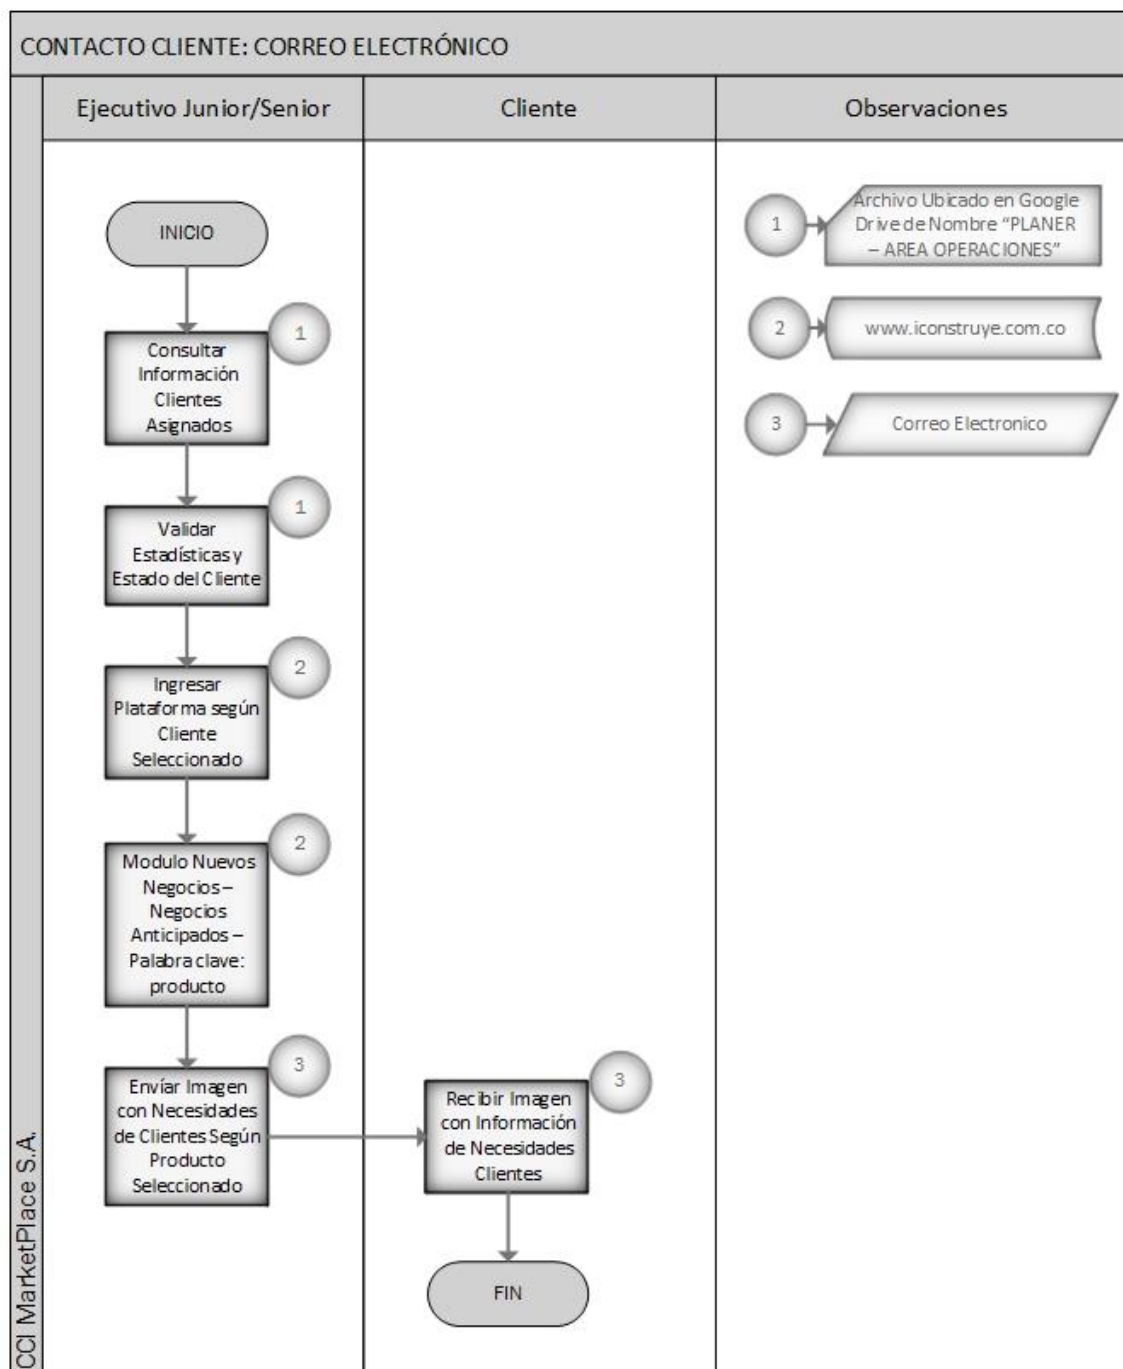 CONTACTO CLIENTE: CORREO ELECTRÓNICO
Ejecutivo Junior/Senior
Cliente
Observaciones
INICIO
1
Consultar
Información
Clientes
Asignados
1
Validar
Estadísticas y
Estado del Cliente
2
Ingresar
Plataforma según
Cliente
Seleccionado
2
Modulo Nuevos
Negocios –
Negocios
Anticipados –
Palabra clave:
producto
3
Envíar Imagen
con Necesidades
de Clientes Según
Producto
Seleccionado
3
Recibir Imagen
con Información
de Necesidades
Clientes
FIN
1
Archivo Ubicado en Google
Drive de Nombre “PLANER
– AREA OPERACIONES”
2
www.iconstruye.com.co
3
Correo Electronico
CCI MarketPlace S.A.